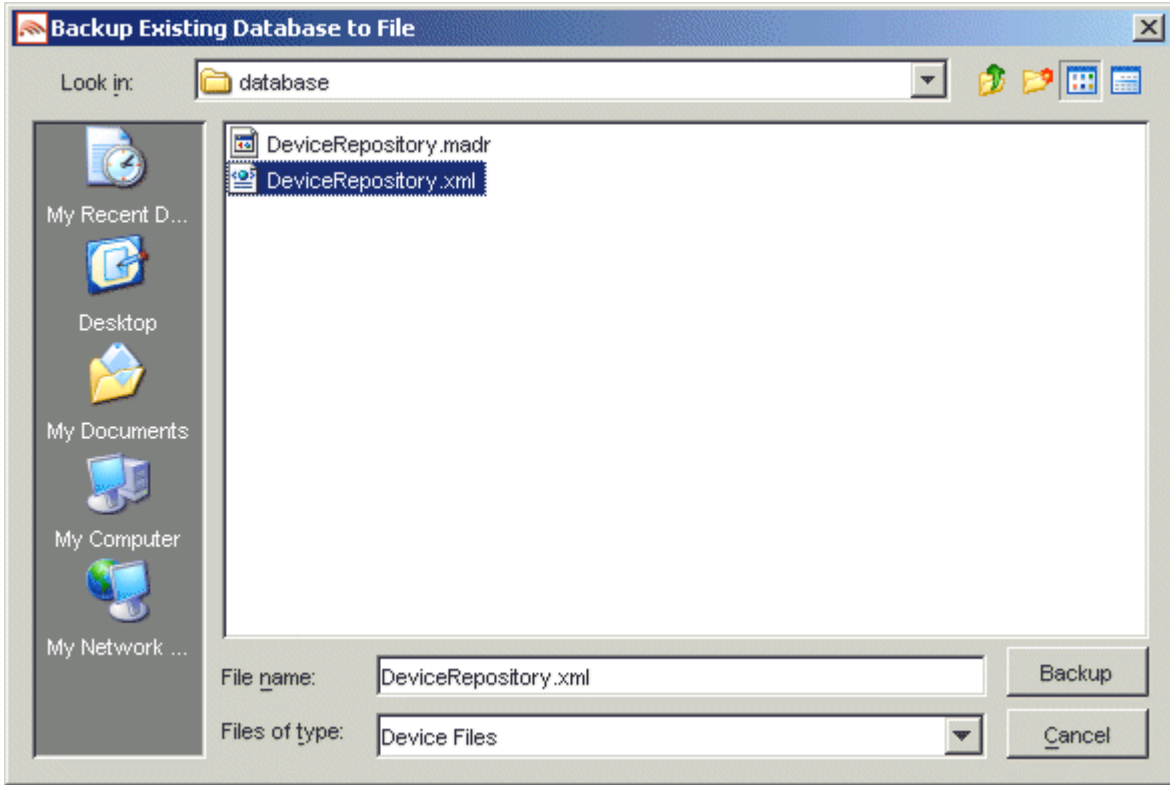 Backup Existing Database to File
Look in:
database
DeviceRepository.madr
DeviceRepository.xml
My Recent D...
Desktop
My Documents
My Computer
My Network ...
File name:
DeviceRepository.xml
Backup
Files of type:
Device Files
Cancel